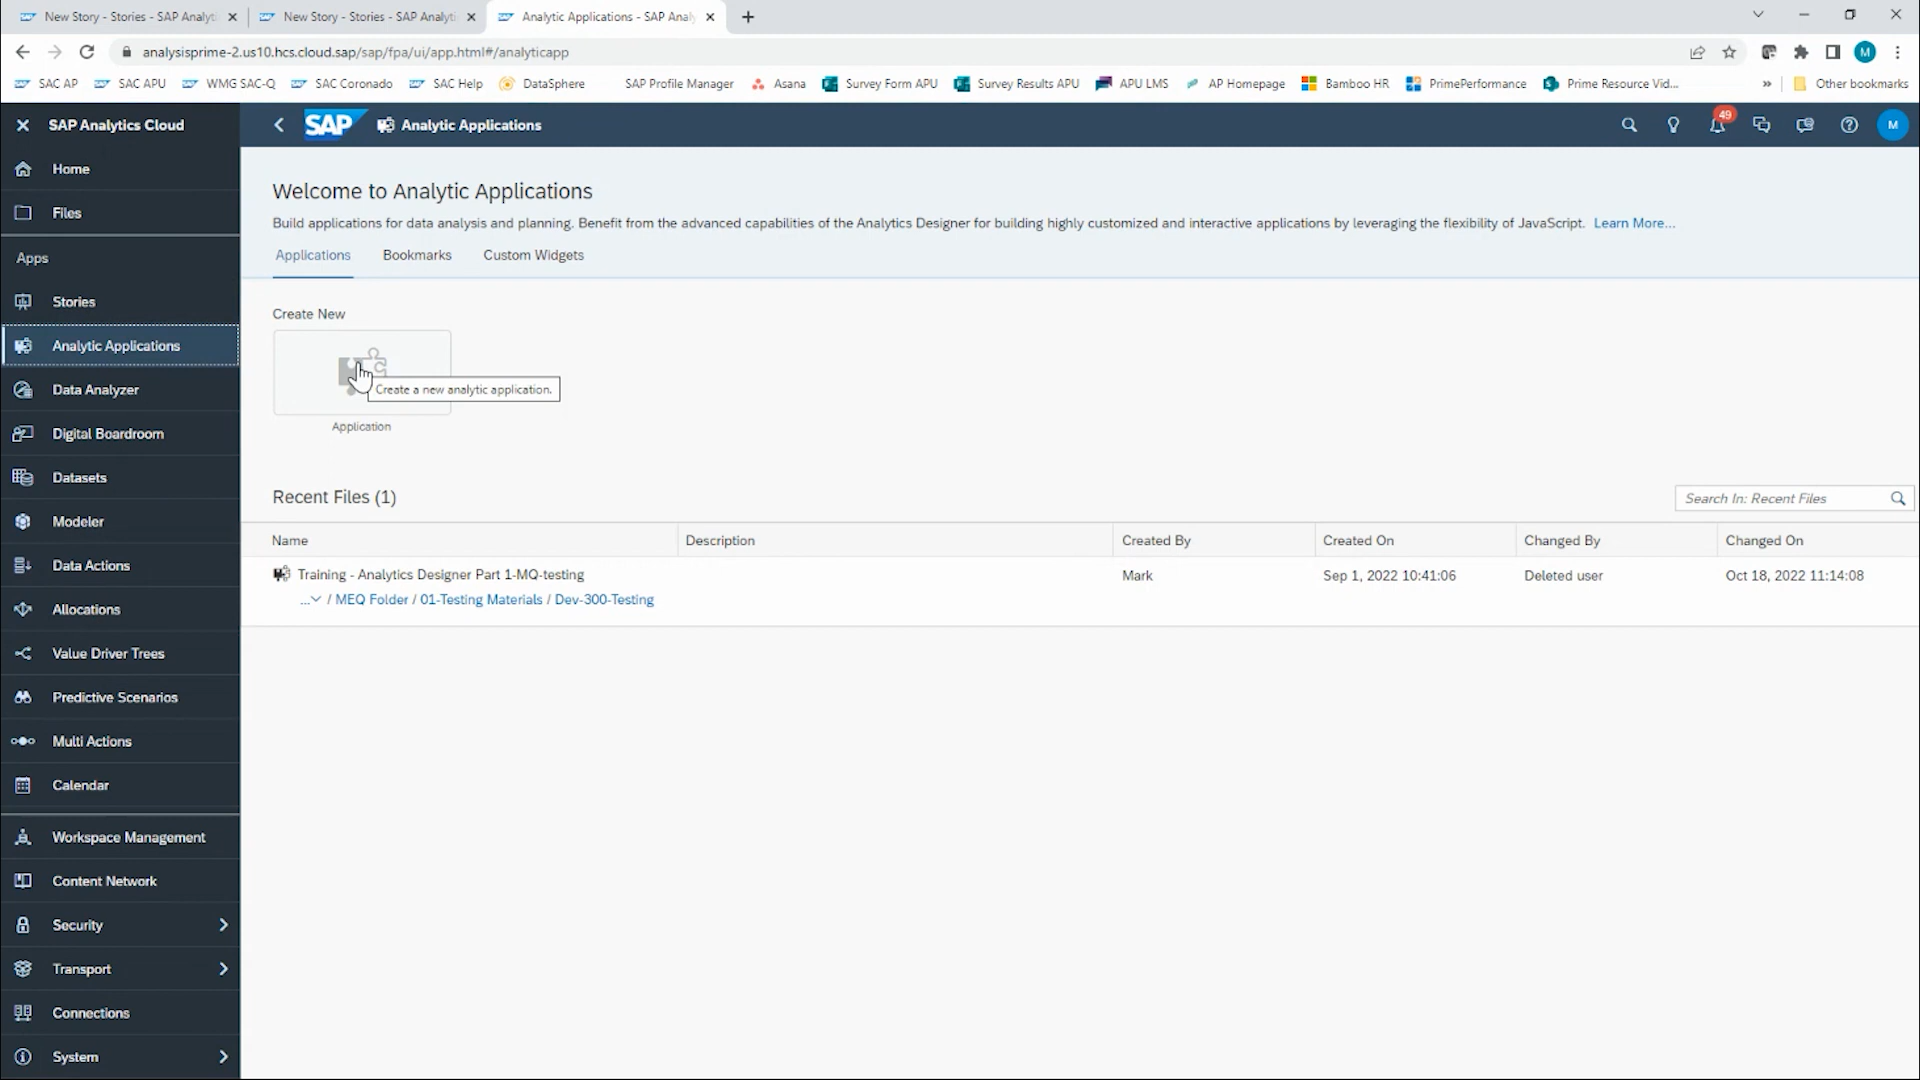 New Story - Stories - SAP Analyti
New Story - Stories - SAP Analyti
Analytic Applications - SAP Anal
analysisprime-2.us10.hcs.cloud.sap/sap/fpa/ui/app.html#/analyticapp
SAC AP
SAC APU
WMG SAC-Q
SAC Coronado
SAC Help
DataSphere
SAP Profile Manager
Asana
Survey Form APU
Survey Results APU
APU LMS
AP Homepage
Bamboo HR
PrimePerformance
Prime Resource Vid...
»
Other bookmarks
SAP Analytics Cloud
SAP
Analytic Applications
49
M
M
Home
Files
Apps
Stories
Analytic Applications
Data Analyzer
Digital Boardroom
Datasets
Modeler
Data Actions
Allocations
Value Driver Trees
Predictive Scenarios
Multi Actions
Calendar
Workspace Management
Content Network
Security
Transport
Connections
System
Welcome to Analytic Applications
Build applications for data analysis and planning. Benefit from the advanced capabilities of the Analytics Designer for building highly customized and interactive applications by leveraging the flexibility of JavaScript. Learn More...
Applications Bookmarks Custom Widgets
Create New
Create a new analytic application.
Application
Recent Files (1)
Search In: Recent Files
Name Description Created By Created On Changed By Changed On
Training - Analytics Designer Part 1-MQ-testing Mark Sep 1, 2022 10:41:06 Deleted user Oct 18, 2022 11:14:08
... / MEQ Folder / 01-Testing Materials / Dev-300-Testing